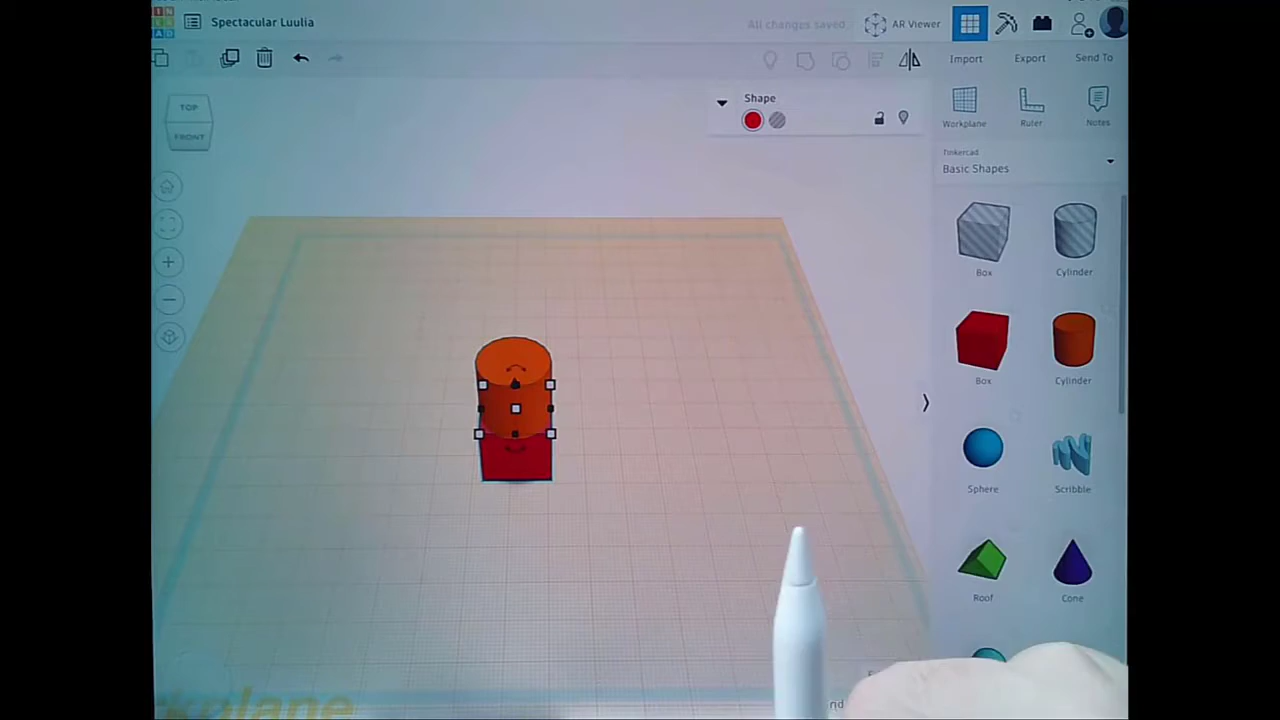 Spectacular Luulia
All changes saved
AR Viewer
Import
Export
Send To
TOP
FRONT
Shape
Workplane
Ruler
Notes
Tinkercad
Basic Shapes
Box
Cylinder
Box
Cylinder
Sphere
Scribble
Roof
Cone